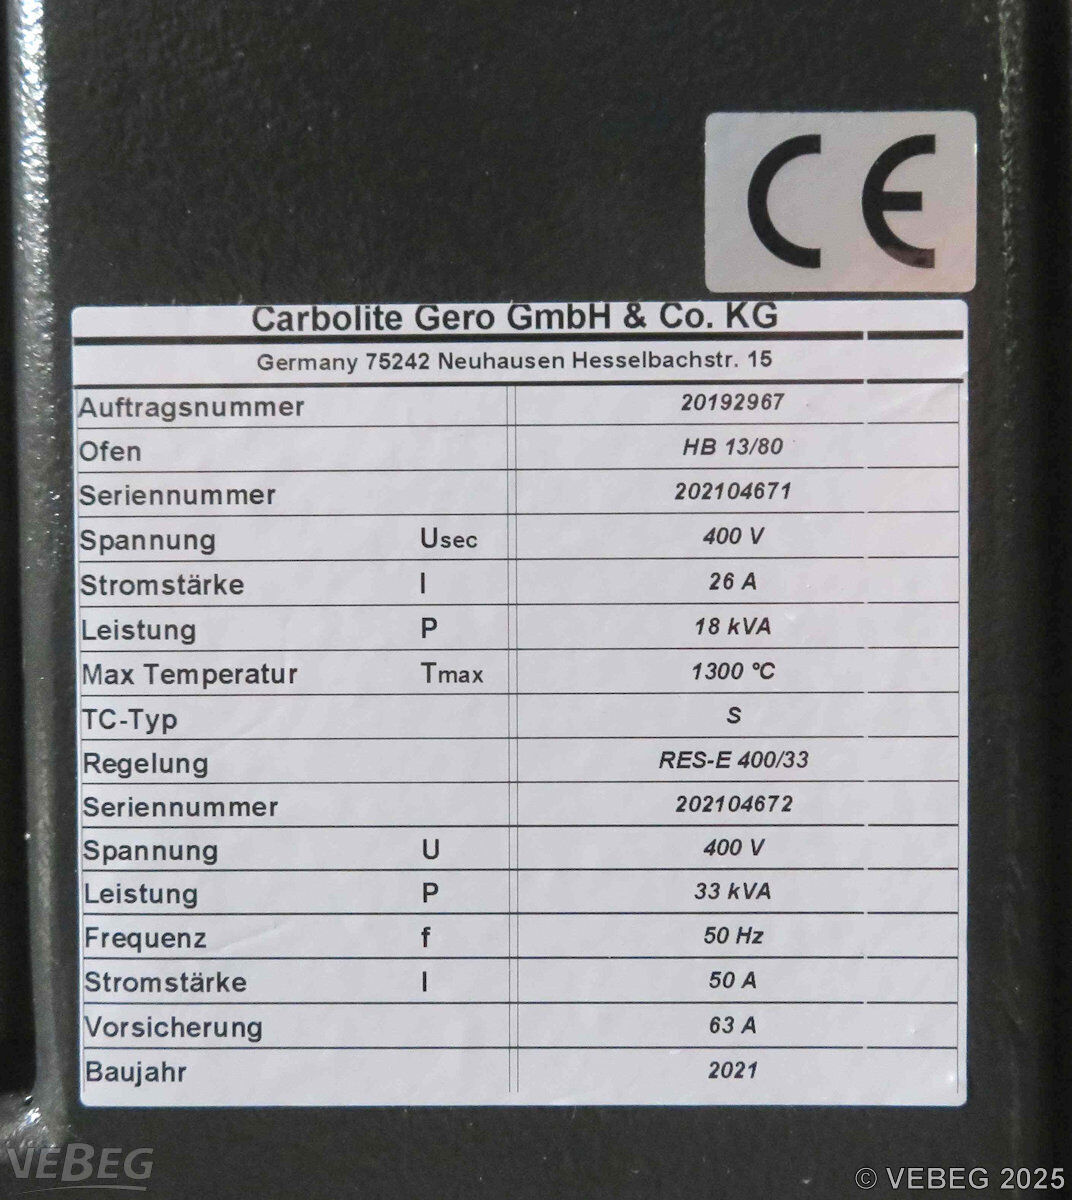 CE
Carbolite Gero GmbH & Co. KG
Germany 75242 Neuhausen Hesselbachstr. 15
Auftragsnummer 20192967
Ofen HB 13/80
Seriennummer 202104671
Spannung Usec 400 V
Stromstärke I 26 A
Leistung P 18 kVA
Max Temperatur Tmax 1300 °C
TC-Typ S
Regelung RES-E 400/33
Seriennummer 202104672
Spannung U 400 V
Leistung P 33 kVA
Frequenz f 50 Hz
Stromstärke I 50 A
Vorsicherung 63 A
Baujahr 2021
VEBEG
© VEBEG 2025